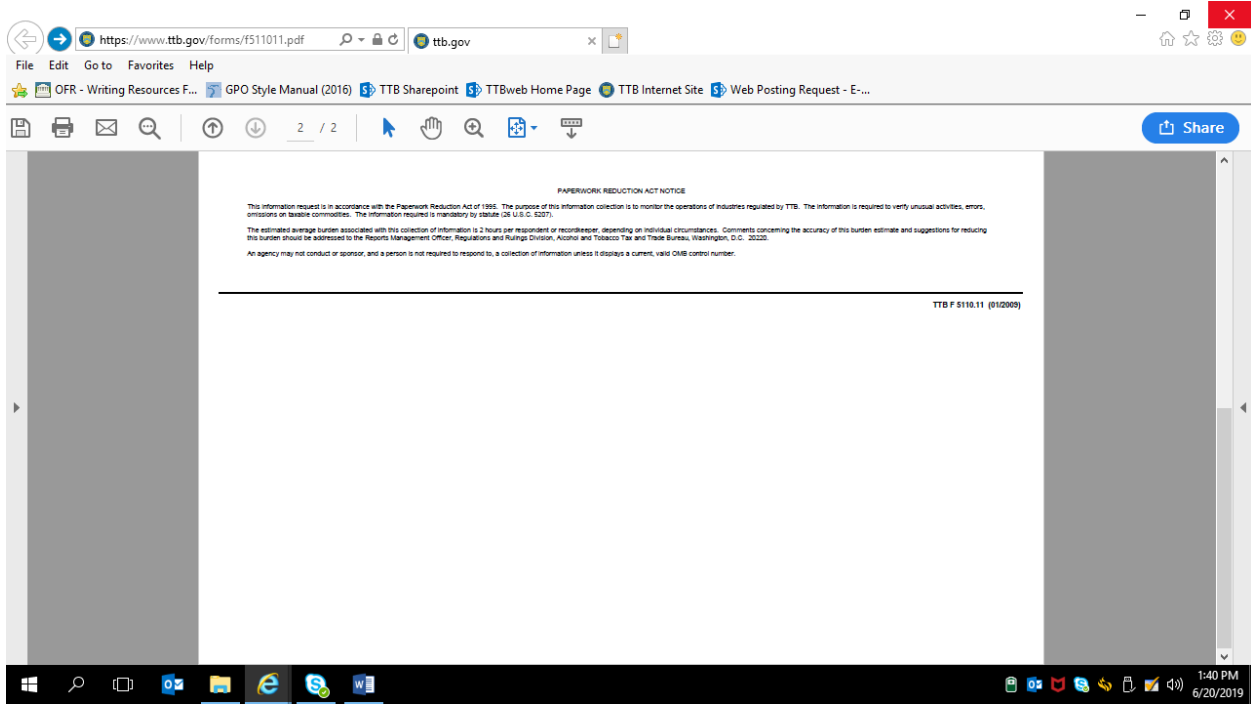 https://www.ttb.gov/forms/f511011.pdf
ttb.gov
File Edit Go to Favorites Help
OFR - Writing Resources F... GPO Style Manual (2016) TTB Sharepoint TTBweb Home Page TTB Internet Site Web Posting Request - E-...
2 / 2
Share
PAPERWORK REDUCTION ACT NOTICE
This information request is in accordance with the Paperwork Reduction Act of 1995. The purpose of this information collection is to monitor the operations of industries regulated by TTB. The information is required to verify unusual activities, errors,
omissions on taxable commodities. The information required is mandatory by statute (26 U.S.C. 5207).
The estimated average burden associated with this collection of information is 2 hours per respondent or recordkeeper, depending on individual circumstances. Comments concerning the accuracy of this burden estimate and suggestions for reducing
this burden should be addressed to the Reports Management Officer, Regulations and Rulings Division, Alcohol and Tobacco Tax and Trade Bureau, Washington, D.C. 20220.
An agency may not conduct or sponsor, and a person is not required to respond to, a collection of information unless it displays a current, valid OMB control number.
TTB F 5110.11 (01/2009)
1:40 PM
6/20/2019